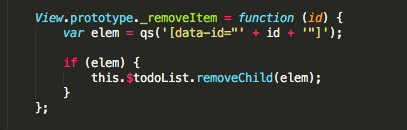 View.prototype._removeItem = function (id) {
    var elem = qs('[data-id="' + id + '"]');

    if (elem) {
        this.$todoList.removeChild(elem);
    }
};